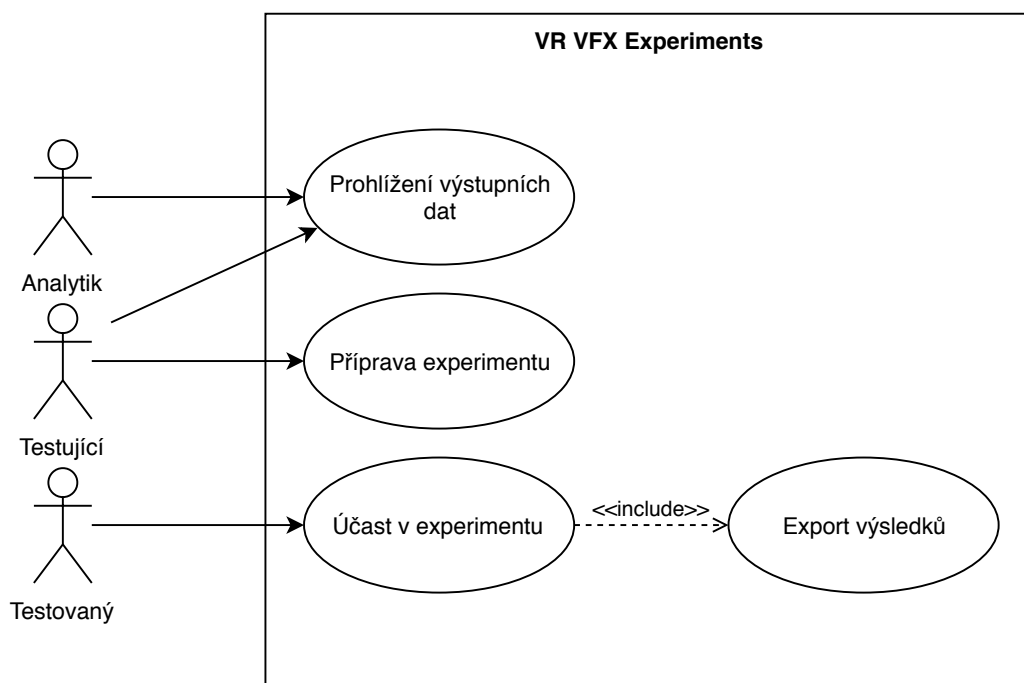 VR VFX Experiments
Prohlížení výstupních
dat
Analytik
Příprava experimentu
Testující
Účast v experimentu
<<include>>
Export výsledků
Testovaný